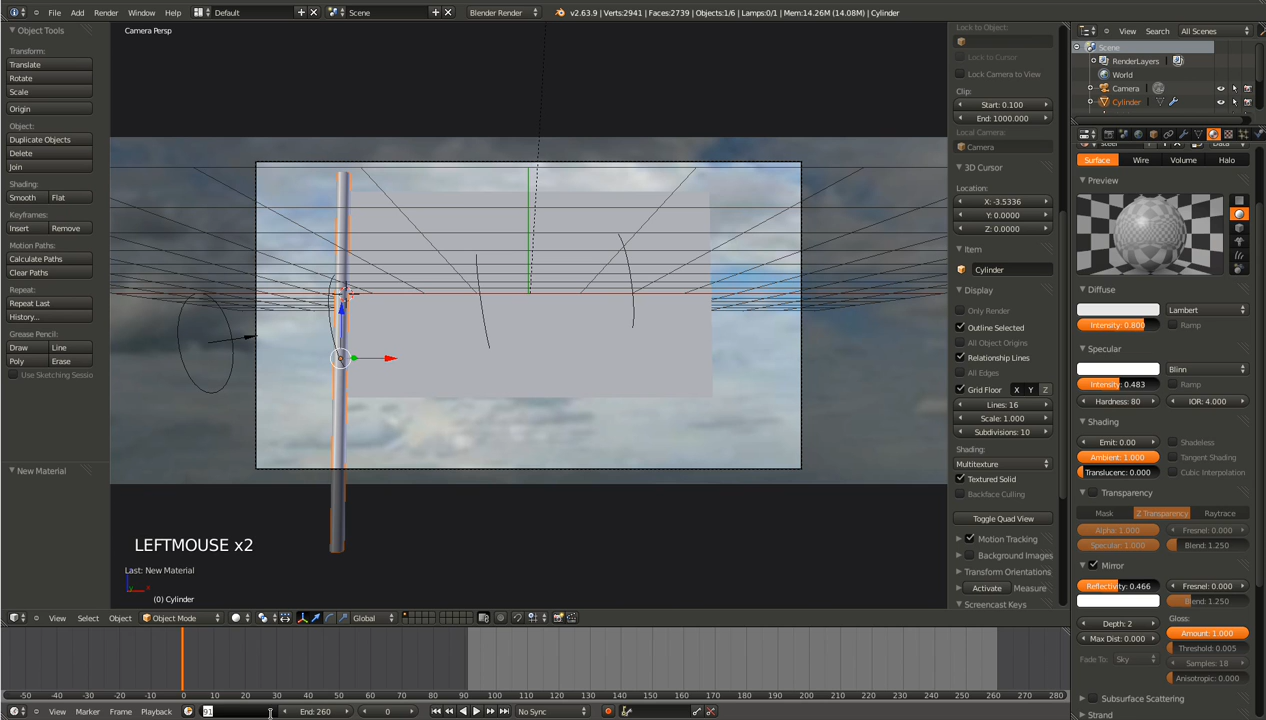 File Add Render Window Help Default Scene Blender Render v2.63.9 | Verts:2941 | Faces:2739 | Objects:1/6 | Lamps:0/1 | Mem:14.26M (14.08M) | Cylinder
Object Tools
Transform:
Translate
Rotate
Scale
Origin
Object:
Duplicate Objects
Delete
Join
Shading:
Smooth Flat
Keyframes:
Insert Remove
Motion Paths:
Calculate Paths
Clear Paths
Repeat:
Repeat Last
History...
Grease Pencil:
Draw Line
Poly Erase
Use Sketching Sessio
New Material
Camera Persp
LEFTMOUSE x2
Last: New Material
(0) Cylinder
Lock to Object:
Lock to Cursor
Lock Camera to View
Clip:
Start: 0.100
End: 1000.000
Local Camera:
Camera
3D Cursor
Location:
X: -3.5336
Y: 0.0000
Z: 0.0000
Item
Cylinder
Display
Only Render
Outline Selected
All Object Origins
Relationship Lines
All Edges
Grid Floor X Y Z
Lines: 16
Scale: 1.000
Subdivisions: 10
Shading:
Multitexture
Textured Solid
Backface Culling
Toggle Quad View
Motion Tracking
Background Images
Transform Orientations
Activate Measure
Screencast Keys
View Search All Scenes
Scene
RenderLayers
World
Camera
Cylinder
Surface Wire Volume Halo
Preview
Diffuse
Lambert
Intensity: 0.800 Ramp
Specular
Blinn
Intensity: 0.483 Ramp
Hardness: 80 IOR: 4.000
Shading
Emit: 0.00 Shadeless
Ambient: 1.000 Tangent Shading
Translucenc: 0.000 Cubic Interpolation
Transparency
Mask Z Transparency Raytrace
Alpha: 1.000 Fresnel: 0.000
Specular: 1.000 Blend: 1.250
Mirror
Reflectivity: 0.466 Fresnel: 0.000
Blend: 1.250
Depth: 2 Gloss:
Max Dist: 0.000 Amount: 1.000
Threshold: 0.005
Fade To: Sky Samples: 18
Anisotropic: 0.000
Subsurface Scattering
Strand
View Select Object Object Mode Global
-50 -40 -30 -20 -10 0 10 20 30 40 50 60 70 80 90 100 110 120 130 140 150 160 170 180 190 200 210 220 230 240 250 260 270 280
View Marker Frame Playback 91 End: 260 0 No Sync